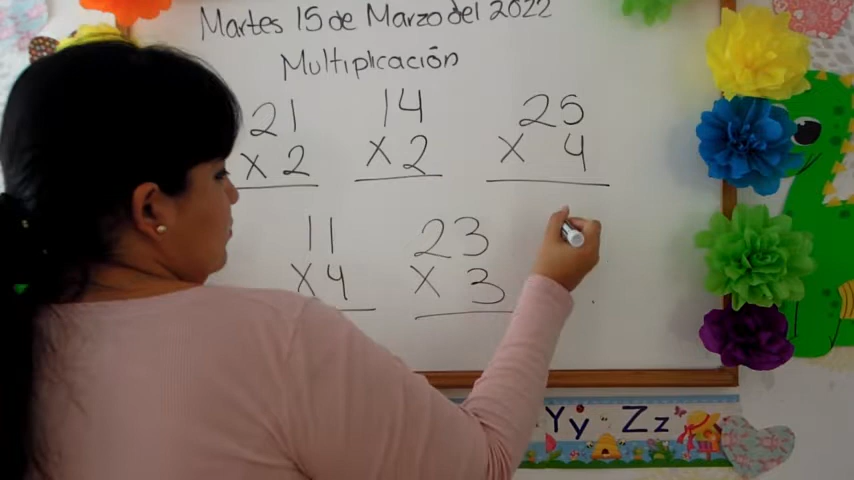 Martes 15 de Marzo del 2022
Multiplicación
21 14 25
x 2 x 2 x 4
11 23
x 4 x 3
Yy Zz